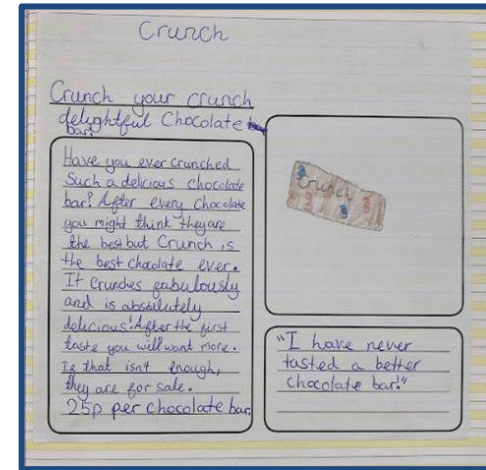 Crunch
Crunch your crunch
delightful Chocolate
bar!
Have you ever crunched
Such a delicious chocolate
bar? After every chocolate
you might think they are
the best but Crunch is
the best chocolate ever.
It Crunches fabulously
and is absolutely
delicious! After the first
taste you will want more.
If that isn't enough,
they are for sale.
25p per chocolate bar.
Crunch
"I have never
tasted a better
chocolate bar!"